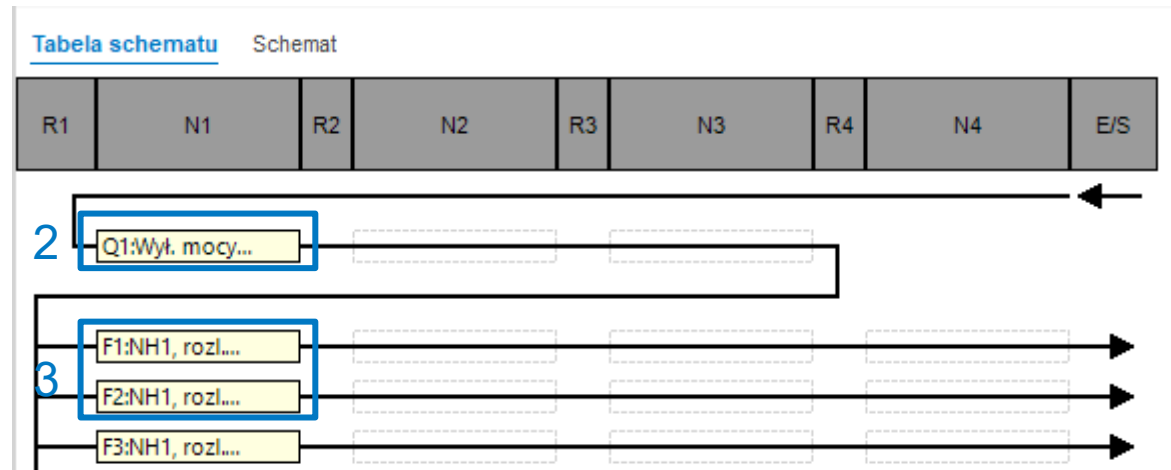 Tabela schematu Schemat
R1 N1 R2 N2 R3 N3 R4 N4 E/S
2 Q1:Wył. mocy...
F1:NH1, rozl....
3
F2:NH1, rozl....
F3:NH1, rozl....